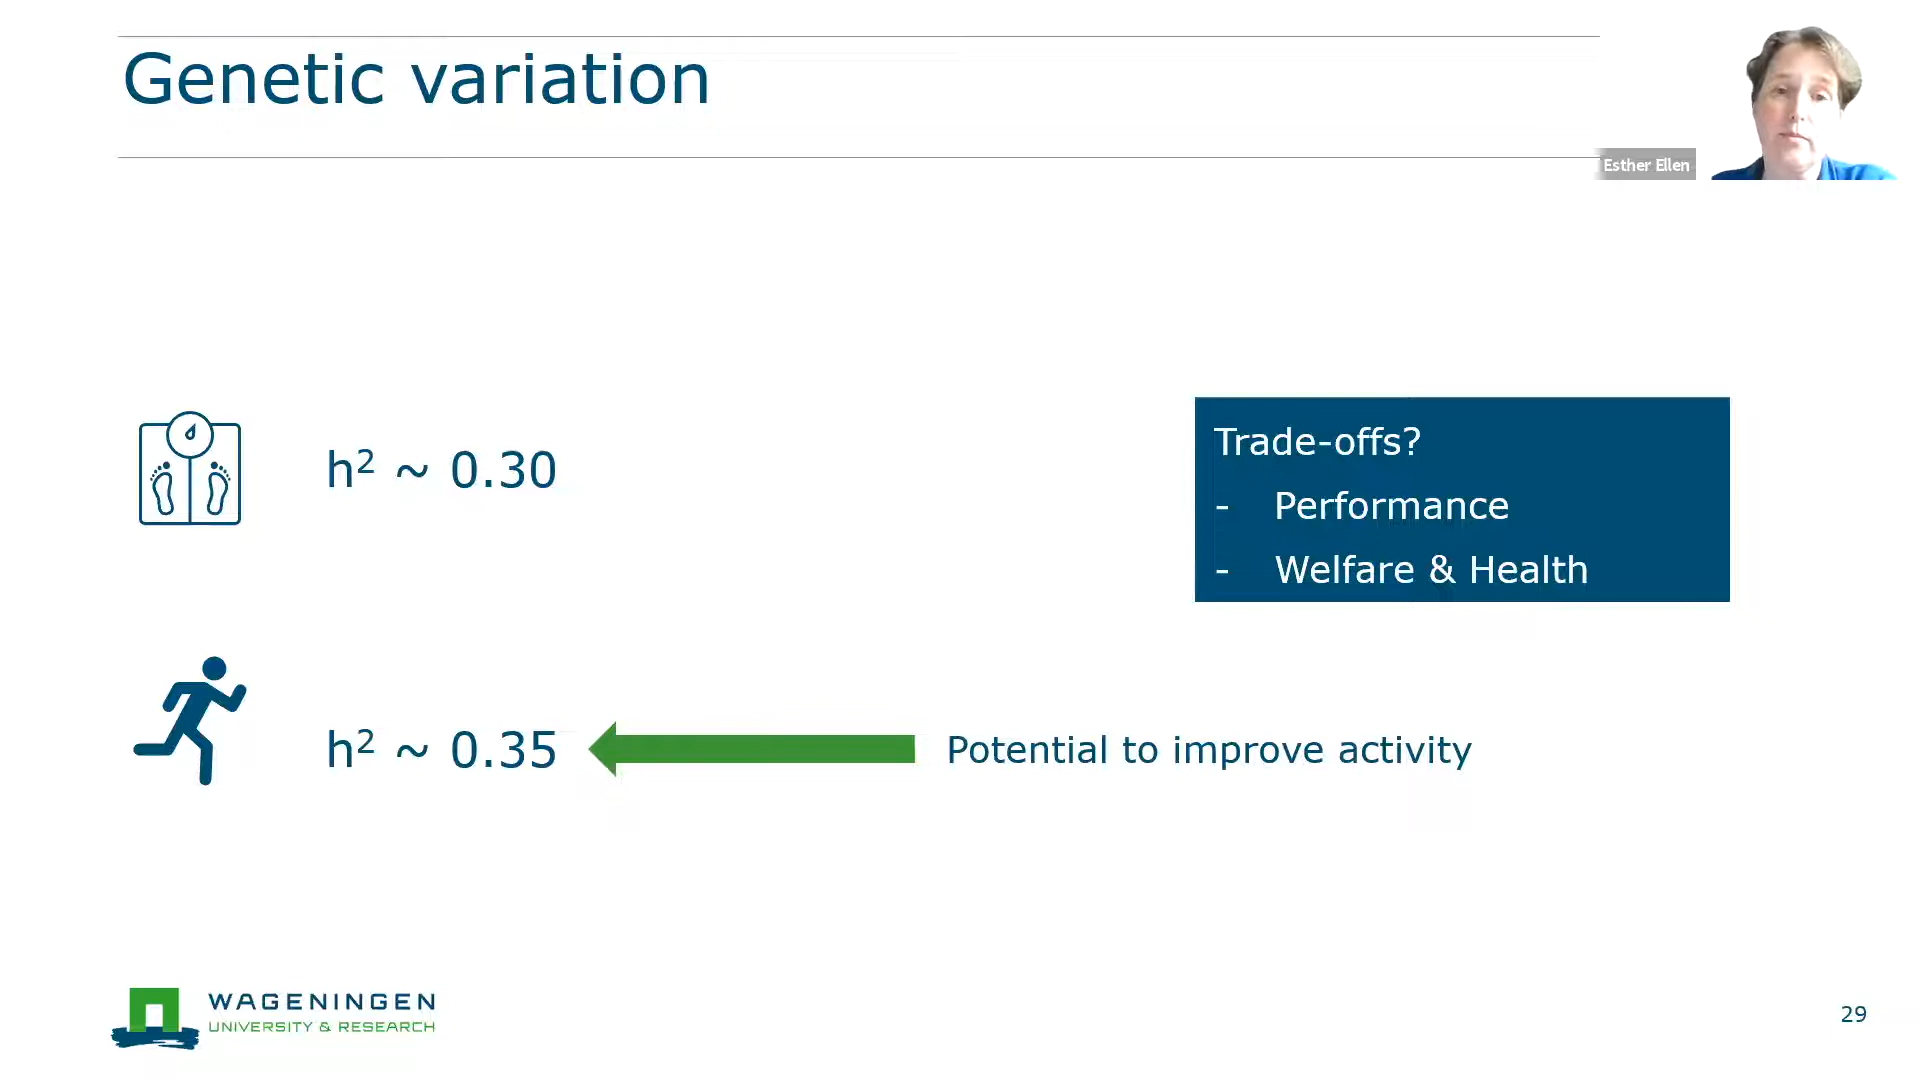 Genetic variation
Esther Ellen
h² ~ 0.30
Trade-offs?
- Performance
- Welfare & Health
h² ~ 0.35
Potential to improve activity
WAGENINGEN
UNIVERSITY & RESEARCH
29